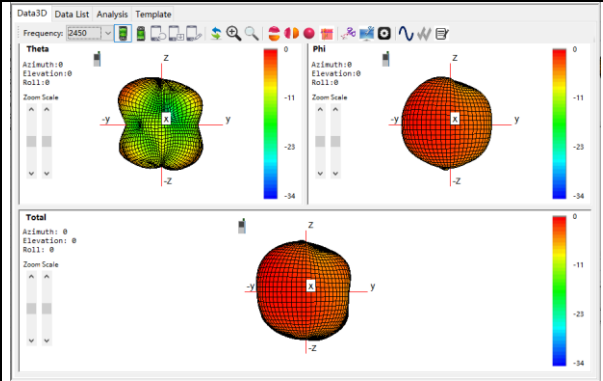 Data3D Data List Analysis Template
Frequency: 2450
Theta
Azimuth:0
Elevation:0
Roll:0
Zoom Scale
Z
-y x y
-Z
0
-11
-23
-34
Phi
Azimuth:0
Elevation:0
Roll:0
Zoom Scale
Z
-y x y
-Z
0
-11
-23
-34
Total
Azimuth: 0
Elevation: 0
Roll: 0
Zoom Scale
Z
-y x y
-Z
0
-11
-23
-34